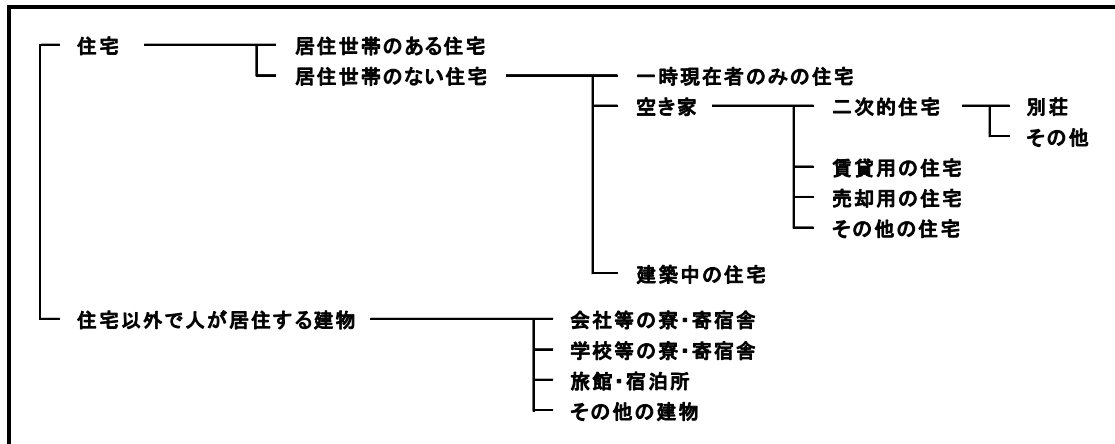 住宅 居住世帯のある住宅
居住世帯のない住宅 一時現在者のみの住宅
空き家 二次的住宅 別荘
その他
賃貸用の住宅
売却用の住宅
その他の住宅
建築中の住宅
住宅以外で人が居住する建物 会社等の寮・寄宿舎
学校等の寮・寄宿舎
旅館・宿泊所
その他の建物